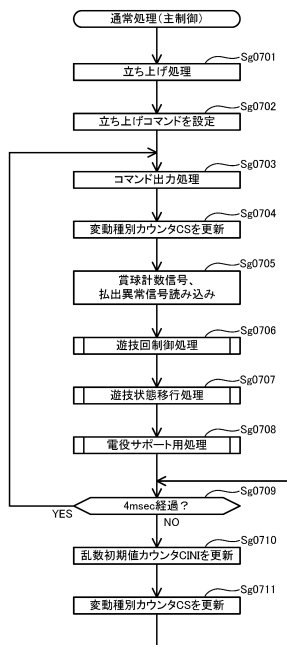 通常処理(主制御)
Sg0701
立ち上げ処理
Sg0702
立ち上げコマンドを設定
Sg0703
コマンド出力処理
Sg0704
変動種別カウンタCSを更新
Sg0705
賞球計数信号、
払出異常信号読み込み
Sg0706
遊技回制御処理
Sg0707
遊技状態移行処理
Sg0708
電役サポート用処理
Sg0709
4msec経過?
YES
NO
Sg0710
乱数初期値カウンタCINIを更新
Sg0711
変動種別カウンタCSを更新